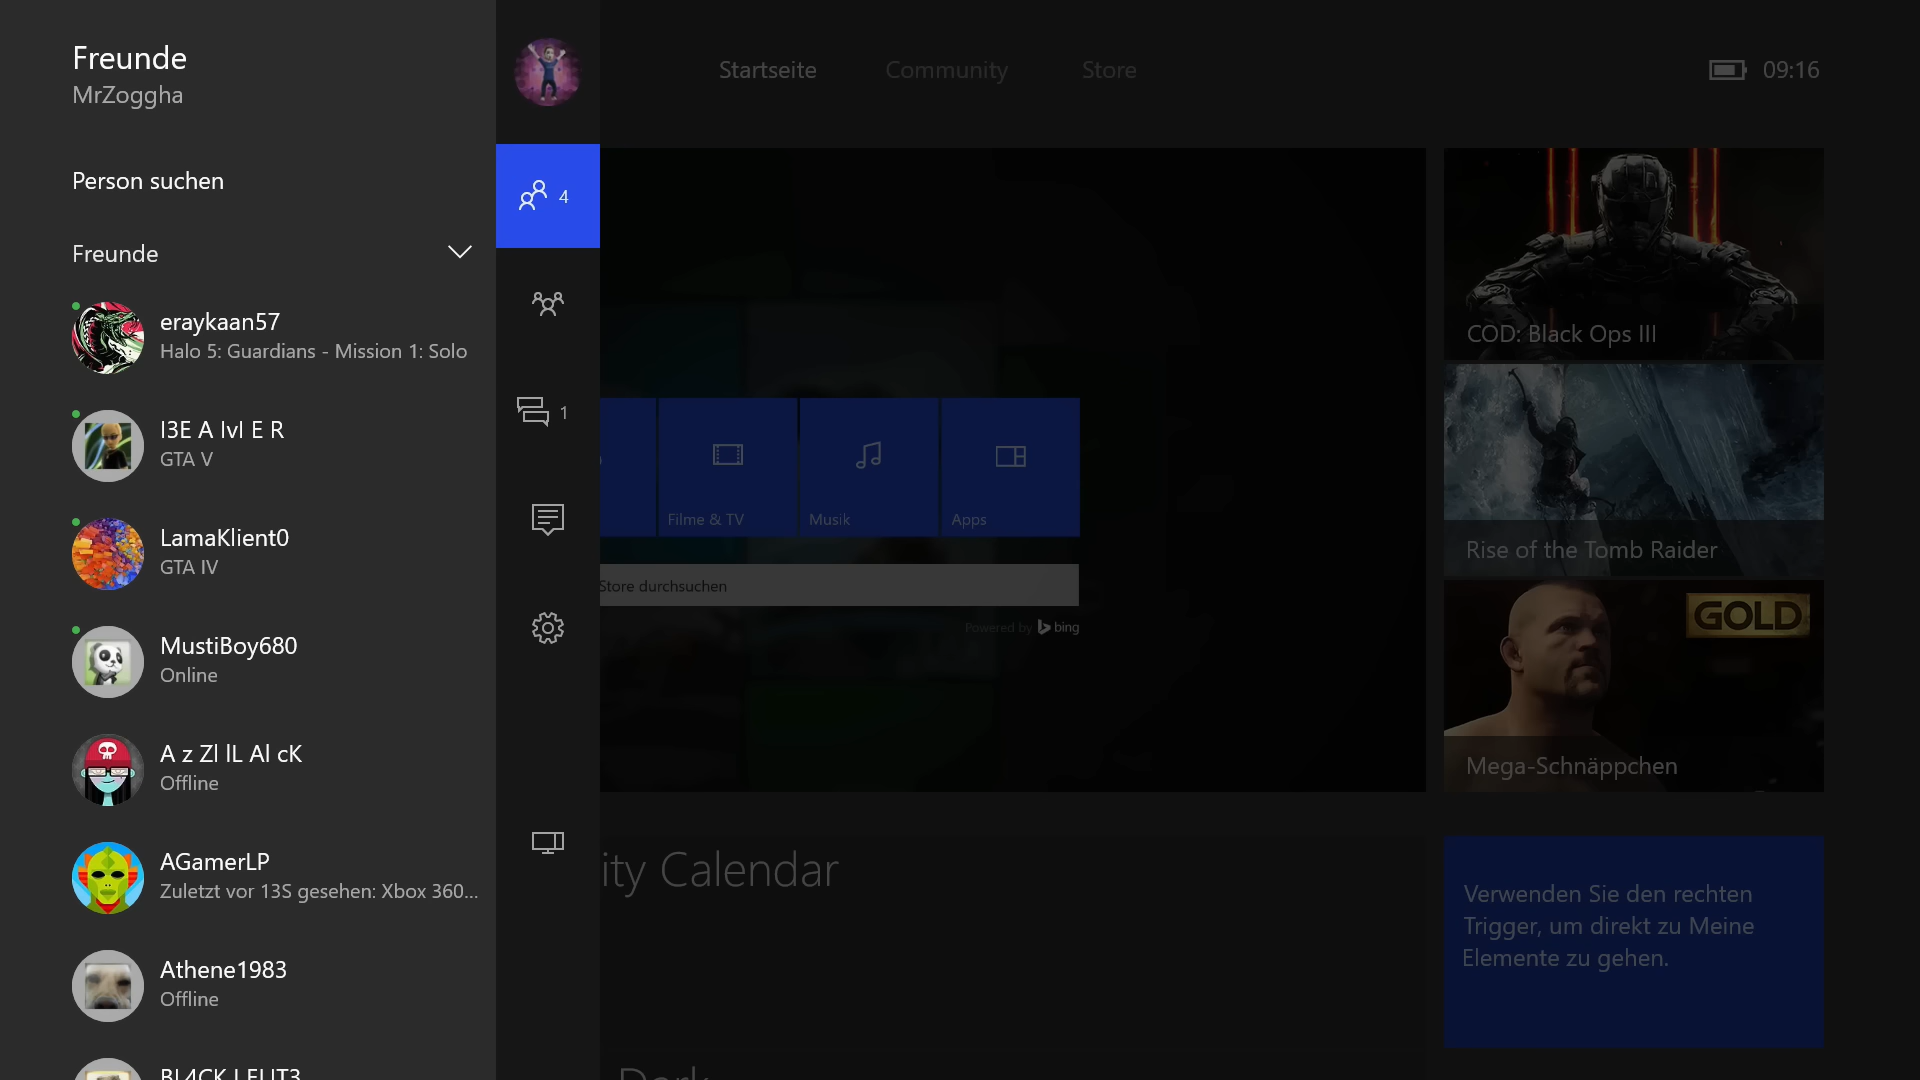 Freunde
MrZoggha
Person suchen
Freunde
eraykaan57
Halo 5: Guardians - Mission 1: Solo
I3E A lvl E R
GTA V
LamaKlient0
GTA IV
MustiBoy680
Online
A z Zl lL Al cK
Offline
AGamerLP
Zuletzt vor 13S gesehen: Xbox 360...
Athene1983
Offline
4
1
Startseite
Community
Store
09:16
Filme & TV
Musik
Apps
Store durchsuchen
Powered by bing
COD: Black Ops III
Rise of the Tomb Raider
GOLD
Mega-Schnäppchen
ity Calendar
Verwenden Sie den rechten
Trigger, um direkt zu Meine
Elemente zu gehen.